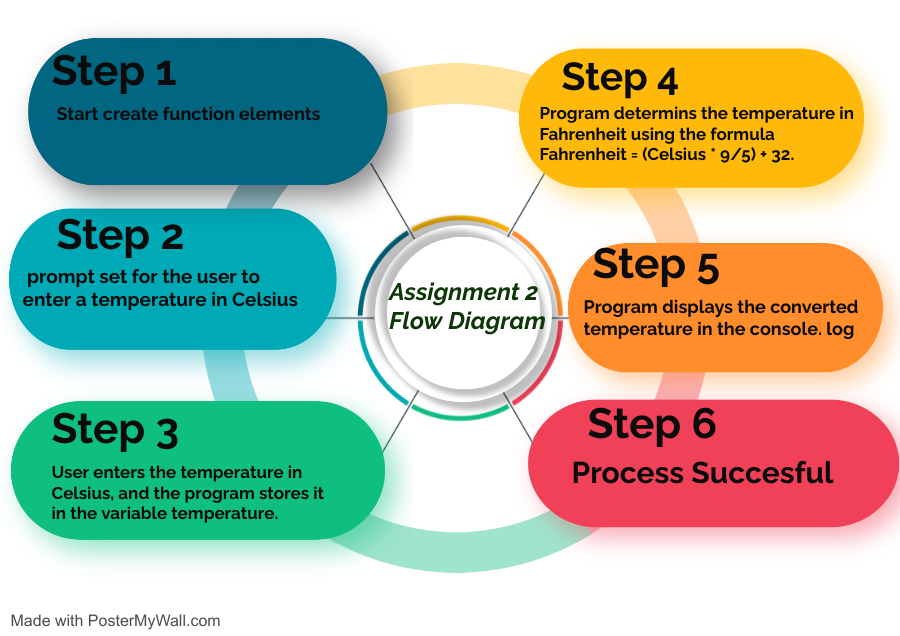 Step 1
Start create function elements
Step 2
prompt set for the user to
enter a temperature in Celsius
Step 3
User enters the temperature in
Celsius, and the program stores it
in the variable temperature.
Assignment 2
Flow Diagram
Step 4
Program determins the temperature in
Fahrenheit using the formula
Fahrenheit = (Celsius * 9/5) + 32.
Step 5
Program displays the converted
temperature in the console. log
Step 6
Process Succesful
Made with PosterMyWall.com